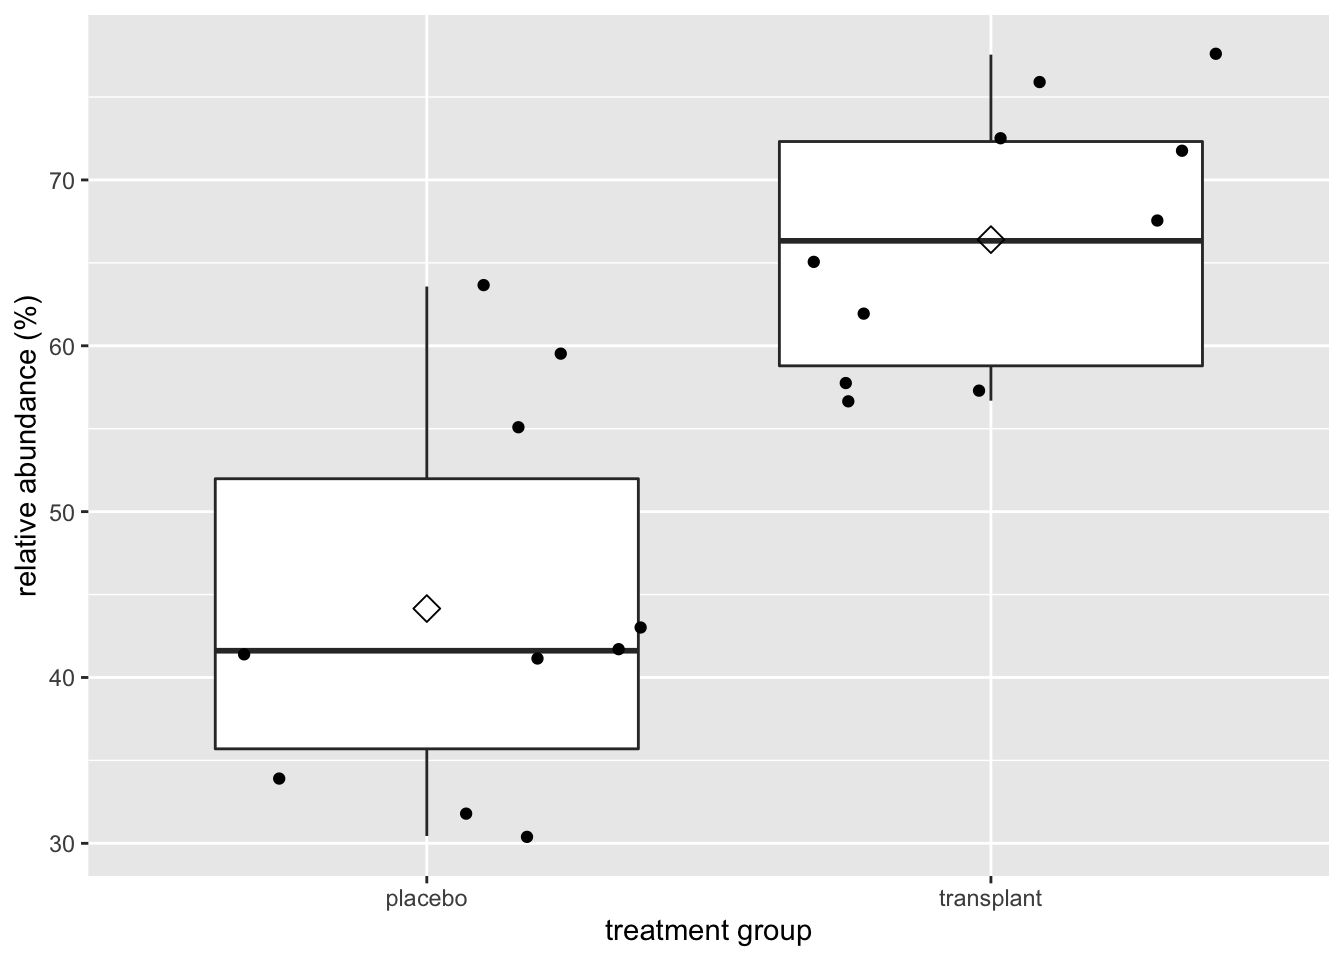 relative abundance (%)
70
60
50
40
30
placebo
transplant
treatment group